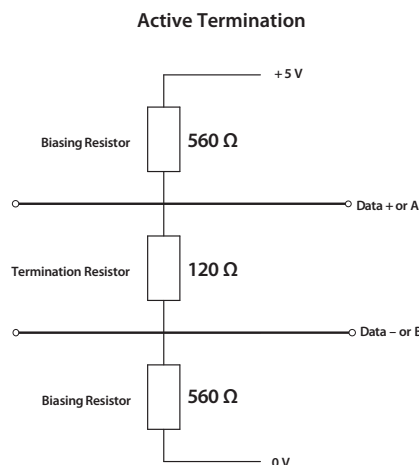 Active Termination
+ 5 V
Biasing Resistor 560 Ω
Data + or A
Termination Resistor 120 Ω
Data – or B
Biasing Resistor 560 Ω
0 V